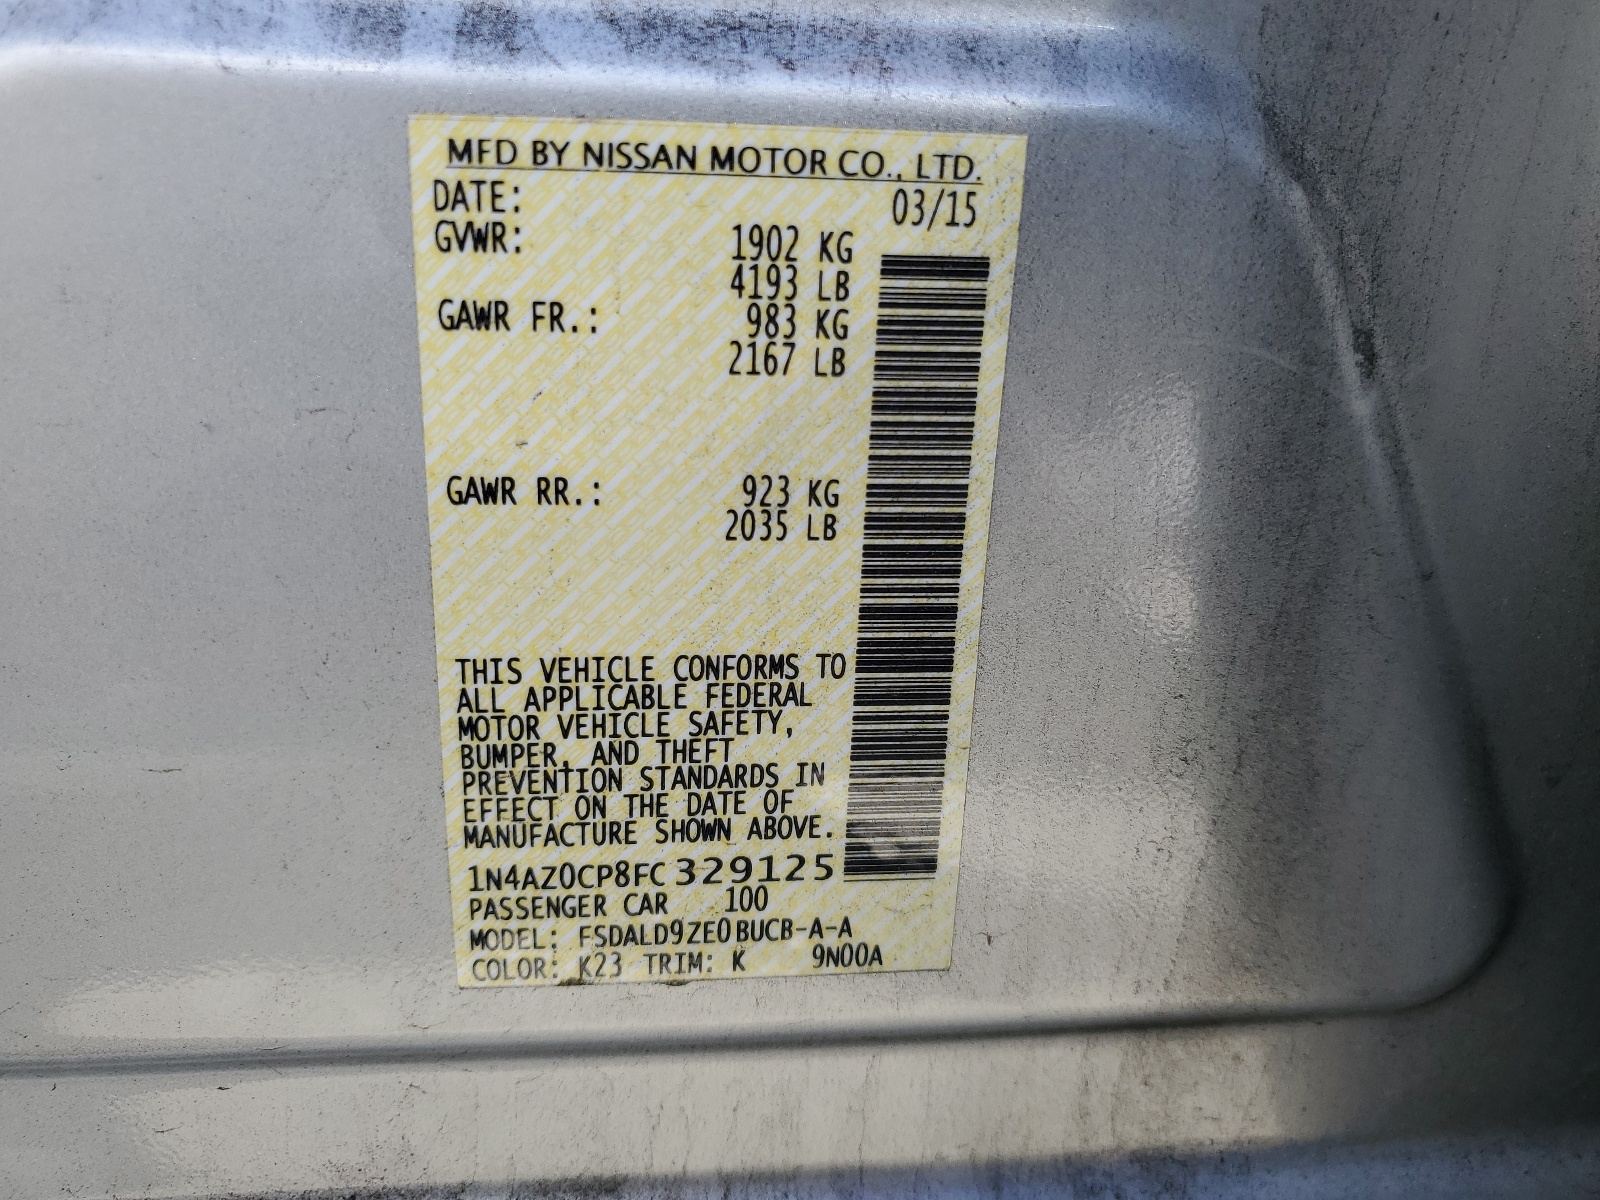 MFD BY NISSAN MOTOR CO., LTD.
DATE: 03/15
GVWR: 1902 KG
4193 LB
GAWR FR.: 983 KG
2167 LB
GAWR RR.: 923 KG
2035 LB
THIS VEHICLE CONFORMS TO
ALL APPLICABLE FEDERAL
MOTOR VEHICLE SAFETY,
BUMPER, AND THEFT
PREVENTION STANDARDS IN
EFFECT ON THE DATE OF
MANUFACTURE SHOWN ABOVE.
1N4AZ0CP8FC329125
PASSENGER CAR 100
MODEL: FSDALD9ZE0BUCB-A-A
COLOR: K23 TRIM: K 9N00A